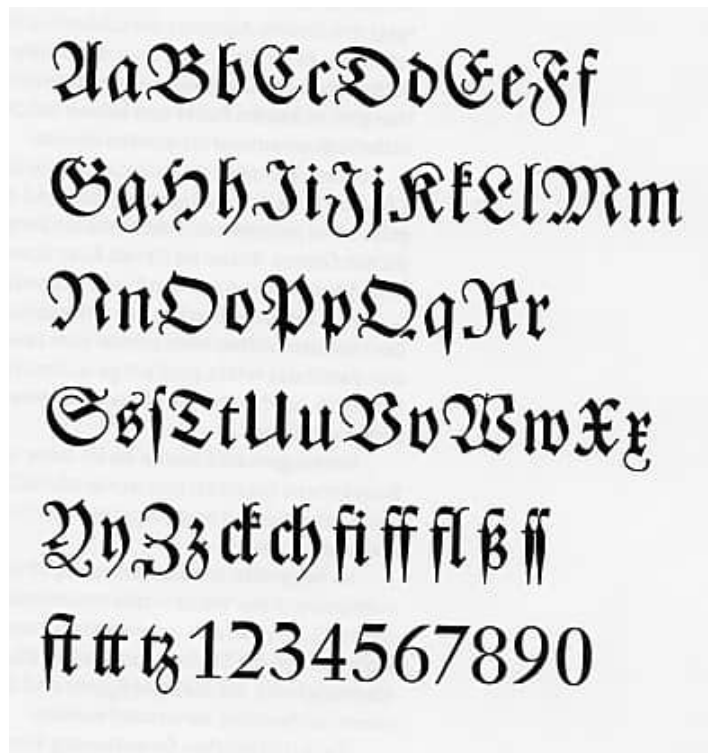 AaBbCcDdEeFf
GgHhIiJjKkLlMm
NnOoPpQqRr
SsſTtUuVvWwXx
YyZzckchfiffflßſſ
ſttttz1234567890